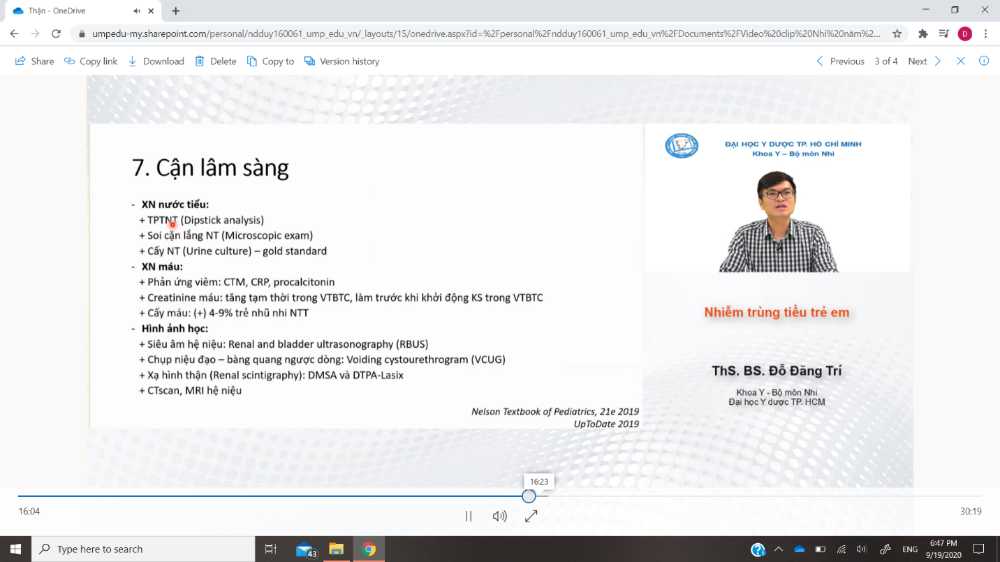 Thận - OneDrive
umpedu-my.sharepoint.com/personal/ndduy160061_ump_edu_vn/_layouts/15/onedrive.aspx?id=%2Fpersonal%2Fndduy160061_ump_edu_vn%2FDocuments%2FVideo%20clip%20Nhi%20năm%2...
D
Share Copy link Download Delete Copy to Version history Previous 3 of 4 Next
7. Cận lâm sàng
- XN nước tiểu:
+ TPTNT (Dipstick analysis)
+ Soi cặn lắng NT (Microscopic exam)
+ Cấy NT (Urine culture) – gold standard
- XN máu:
+ Phản ứng viêm: CTM, CRP, procalcitonin
+ Creatinine máu: tăng tạm thời trong VTBTC, làm trước khi khởi động KS trong VTBTC
+ Cấy máu: (+) 4-9% trẻ nhũ nhi NTT
- Hình ảnh học:
+ Siêu âm hệ niệu: Renal and bladder ultrasonography (RBUS)
+ Chụp niệu đạo – bàng quang ngược dòng: Voiding cystourethrogram (VCUG)
+ Xạ hình thận (Renal scintigraphy): DMSA và DTPA-Lasix
+ CTscan, MRI hệ niệu
Nelson Textbook of Pediatrics, 21e 2019
UpToDate 2019
ĐẠI HỌC Y DƯỢC TP. HỒ CHÍ MINH
Khoa Y – Bộ môn Nhi
Nhiễm trùng tiểu trẻ em
ThS. BS. Đỗ Đăng Trí
Khoa Y - Bộ môn Nhi
Đại học Y dược TP. HCM
16:23
16:04
30:19
Type here to search
43
ENG
6:47 PM
9/19/2020